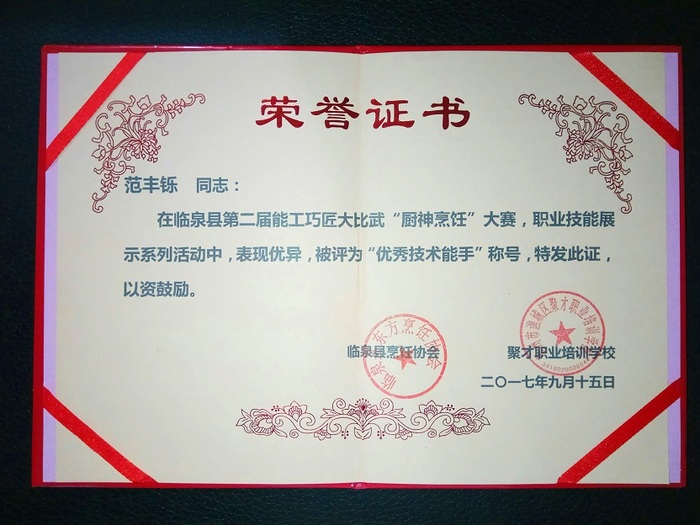 荣誉证书
范丰铄 同志：
在临泉县第二届能工巧匠大比武“厨神烹饪”大赛，职业技能展
示系列活动中，表现优异，被评为“优秀技术能手”称号，特发此证，
以资鼓励。
临泉县烹饪协会
聚才职业培训学校
二〇一七年九月十五日